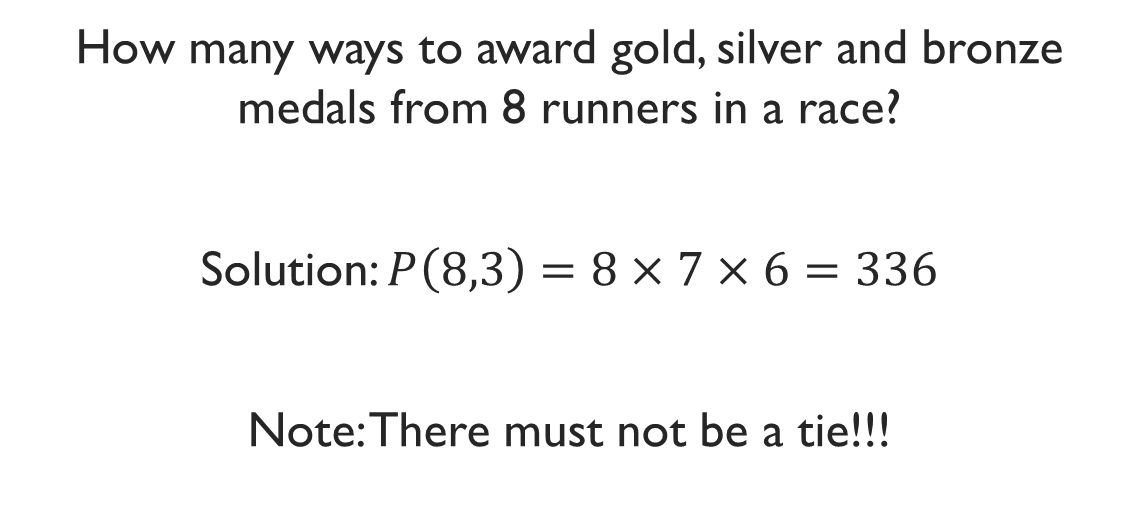 How many ways to award gold, silver and bronze
medals from 8 runners in a race?
Solution: P(8,3) = 8 × 7 × 6 = 336
Note: There must not be a tie!!!